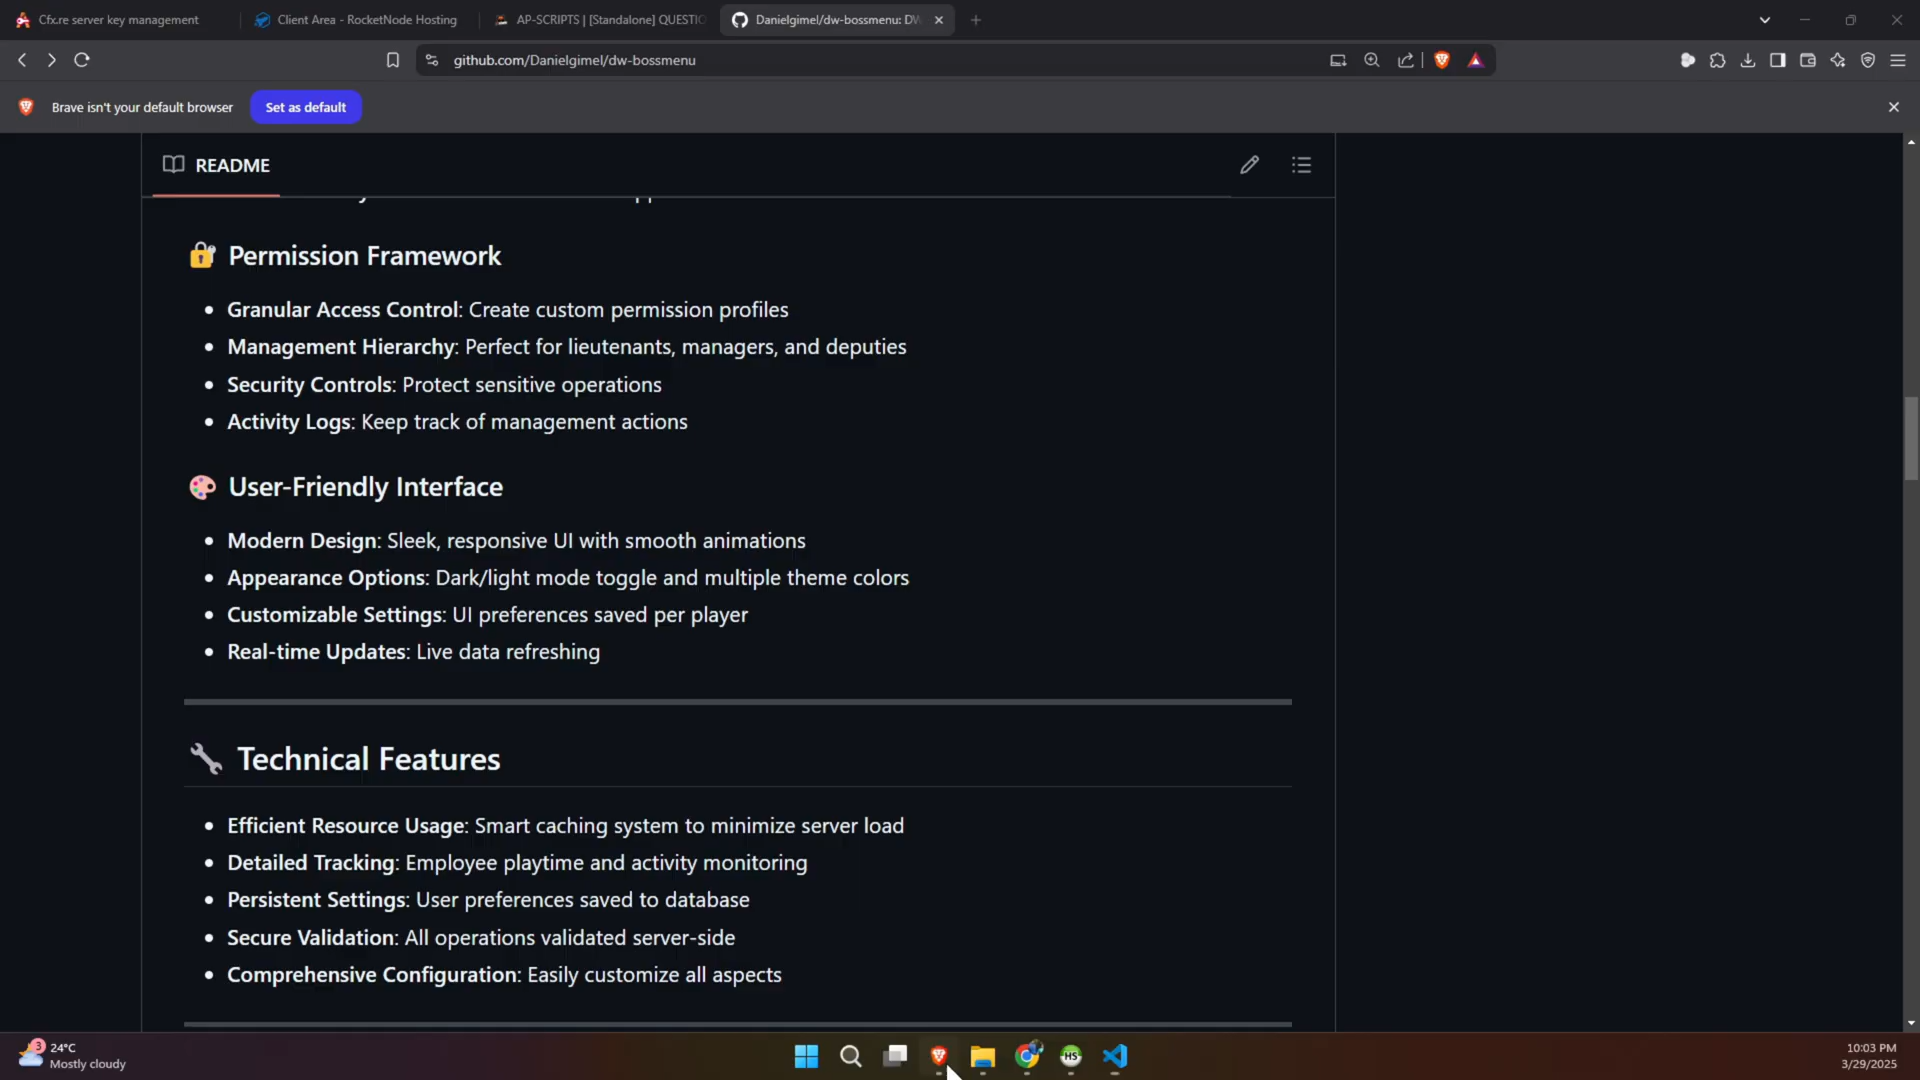 Cfx.re server key management
Client Area - RocketNode Hosting
AP-SCRIPTS | [Standalone] QUESTIO
Danielgimel/dw-bossmenu: DW
github.com/Danielgimel/dw-bossmenu
Brave isn't your default browser
Set as default
README
Permission Framework
Granular Access Control: Create custom permission profiles
Management Hierarchy: Perfect for lieutenants, managers, and deputies
Security Controls: Protect sensitive operations
Activity Logs: Keep track of management actions
User-Friendly Interface
Modern Design: Sleek, responsive UI with smooth animations
Appearance Options: Dark/light mode toggle and multiple theme colors
Customizable Settings: UI preferences saved per player
Real-time Updates: Live data refreshing
Technical Features
Efficient Resource Usage: Smart caching system to minimize server load
Detailed Tracking: Employee playtime and activity monitoring
Persistent Settings: User preferences saved to database
Secure Validation: All operations validated server-side
Comprehensive Configuration: Easily customize all aspects
3
24°C
Mostly cloudy
HS
10:03 PM
3/29/2025